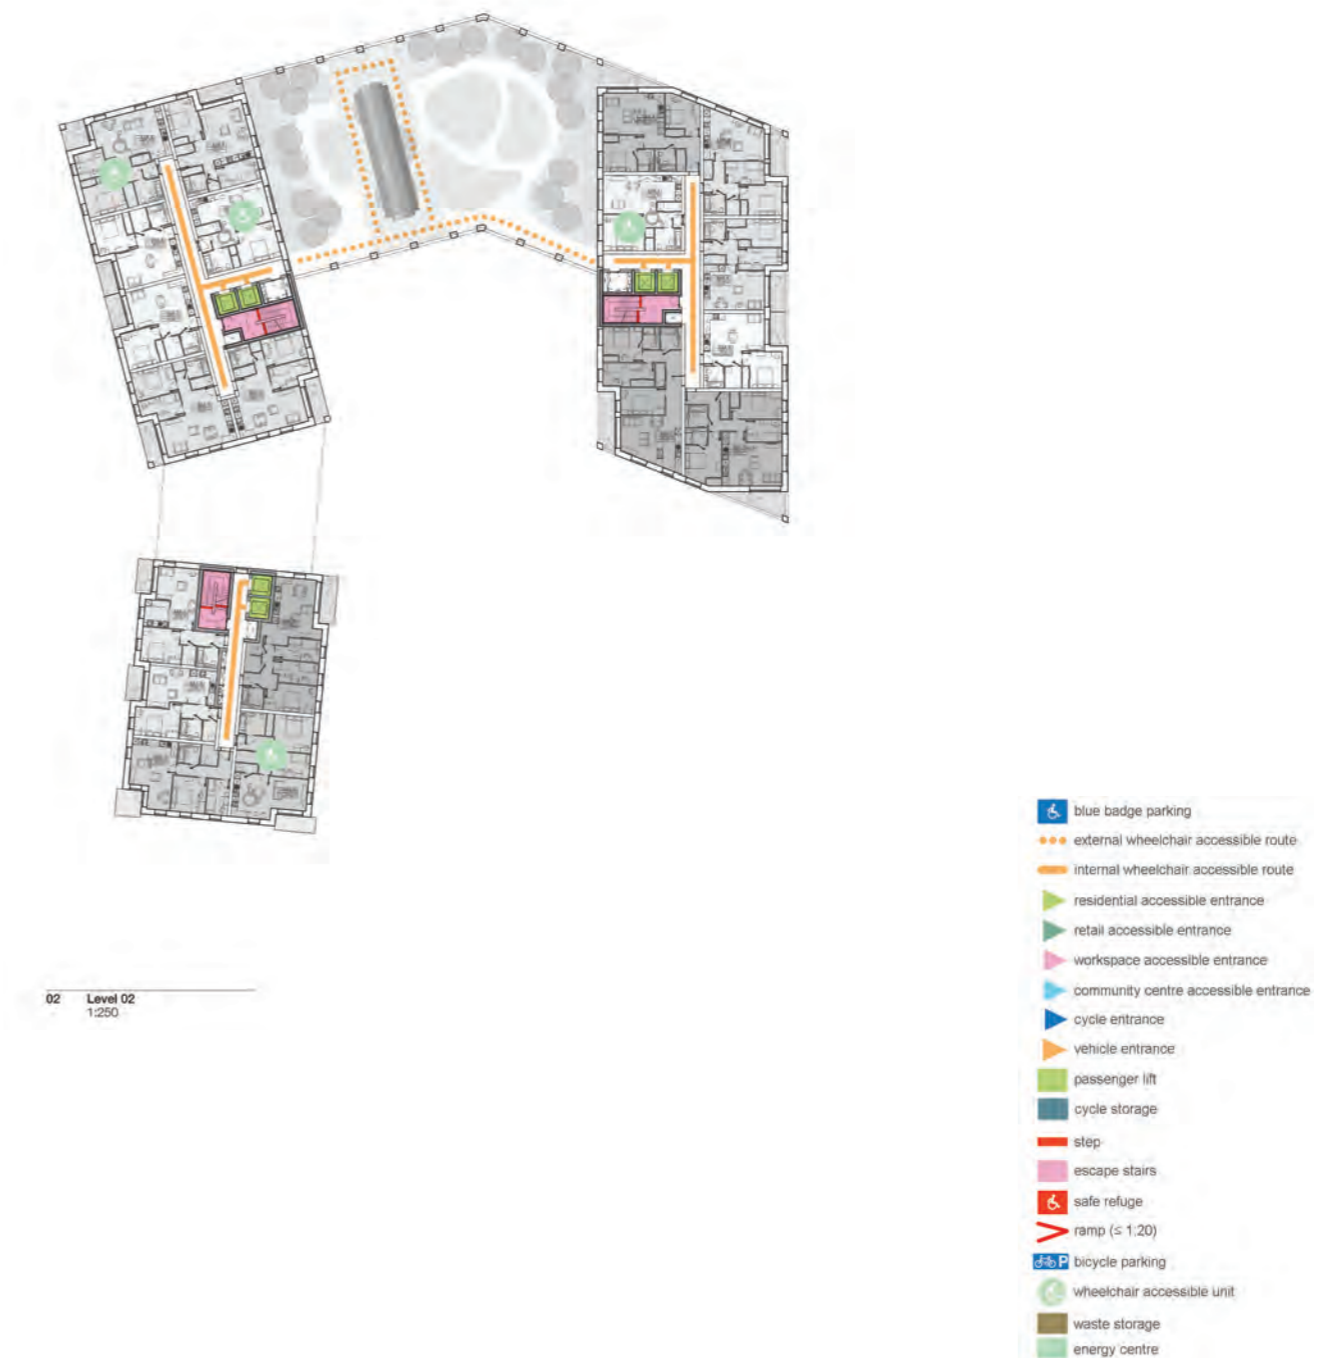 02 Level 02
1:250
blue badge parking
external wheelchair accessible route
internal wheelchair accessible route
residential accessible entrance
retail accessible entrance
workspace accessible entrance
community centre accessible entrance
cycle entrance
vehicle entrance
passenger lift
cycle storage
step
escape stairs
safe refuge
ramp (≤ 1:20)
P bicycle parking
wheelchair accessible unit
waste storage
energy centre